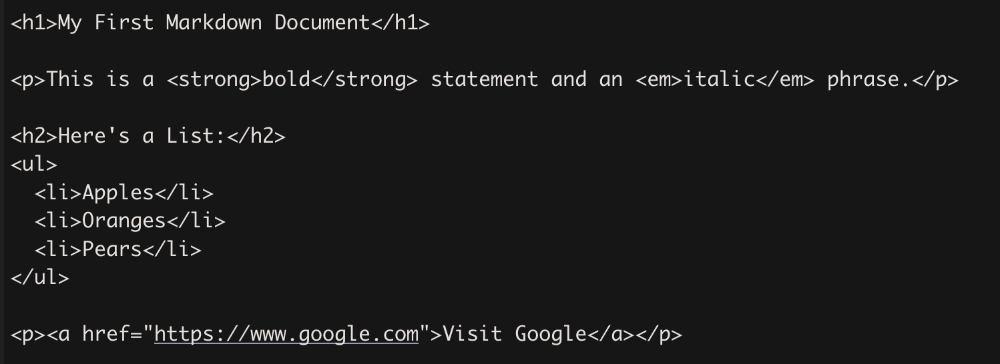 <h1>My First Markdown Document</h1>
<p>This is a <strong>bold</strong> statement and an <em>italic</em> phrase.</p>
<h2>Here's a List:</h2>
<ul>
<li>Apples</li>
<li>Oranges</li>
<li>Pears</li>
</ul>
<p><a href="https://www.google.com">Visit Google</a></p>